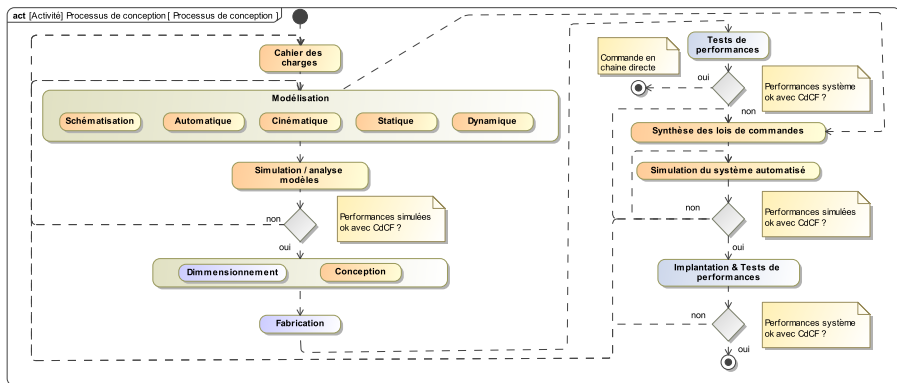 act [Activité] Processus de conception [ Processus de conception ]
Cahier des
charges
Modélisation
Schématisation
Automatique
Cinématique
Statique
Dynamique
Simulation / analyse
modèles
non
Performances simulées
ok avec CdCF ?
oui
Dimmensionnement
Conception
Fabrication
Tests de
performances
Commande en
chaine directe
oui
Performances système
ok avec CdCF ?
non
Synthèse des lois de commandes
Simulation du système automatisé
non
Performances simulées
ok avec CdCF ?
oui
Implantation & Tests de
performances
non
Performances système
ok avec CdCF ?
oui